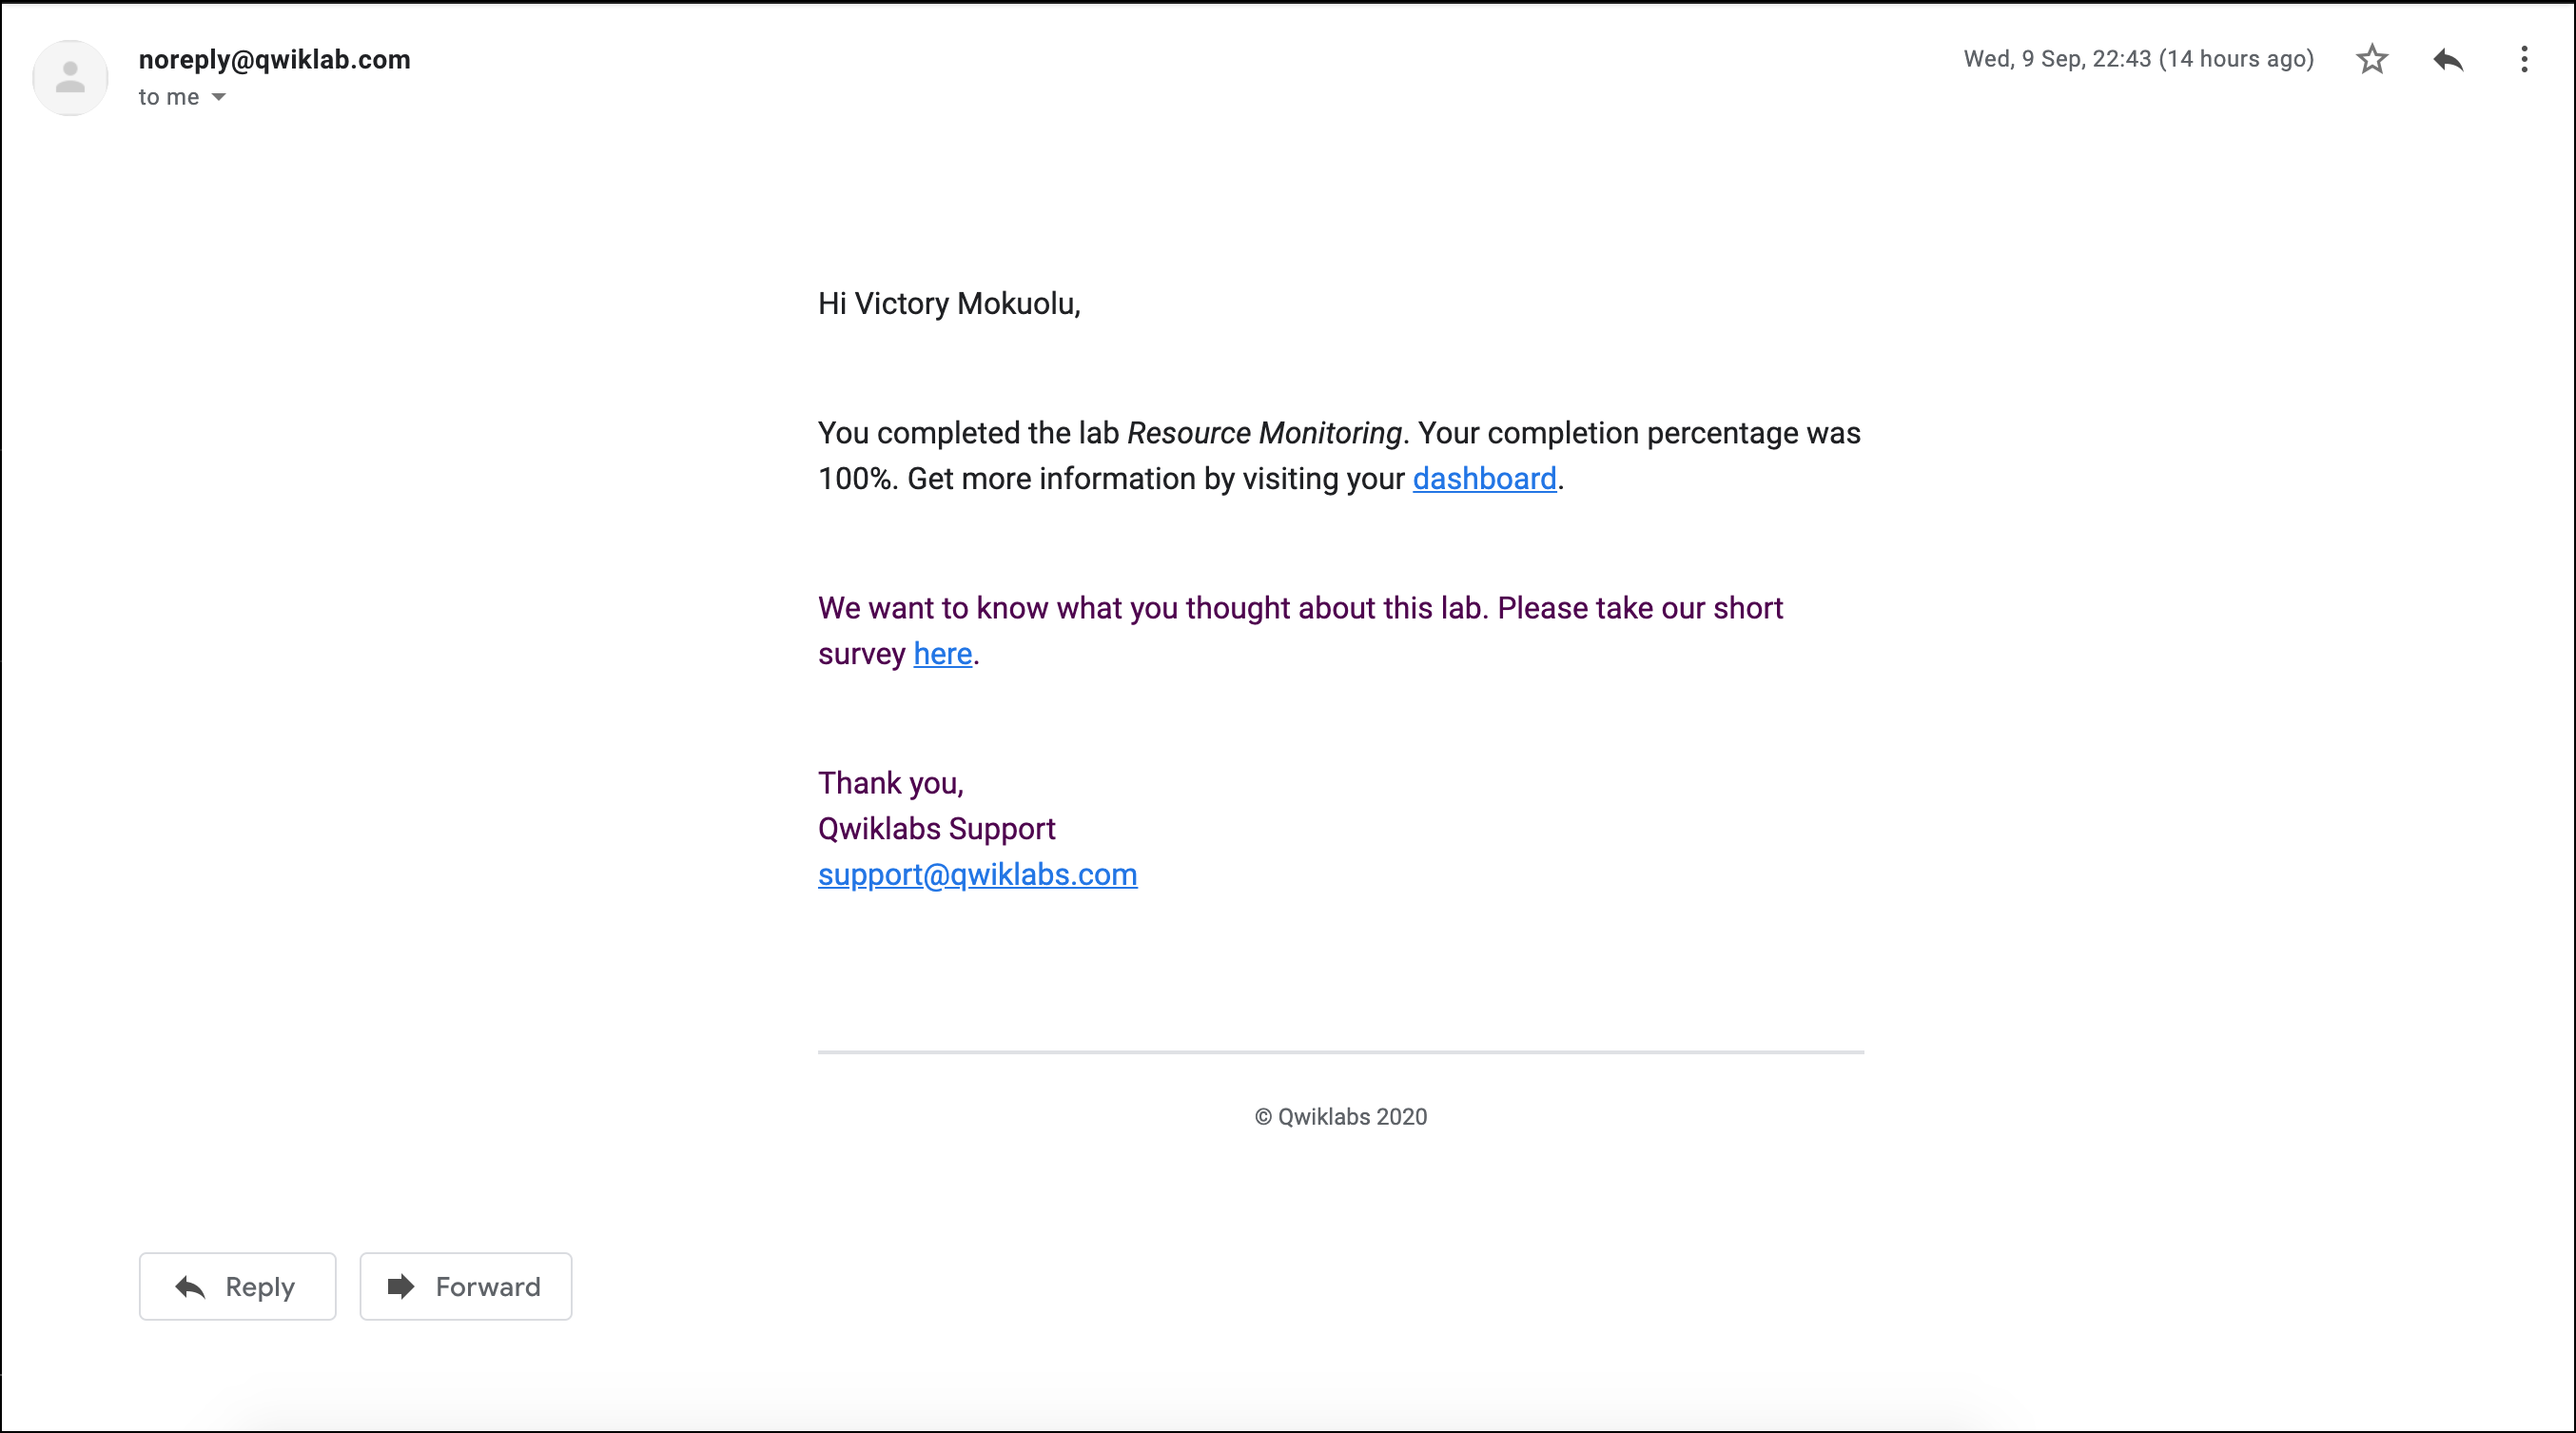 noreply@qwiklab.com
Wed, 9 Sep, 22:43 (14 hours ago)
to me
Hi Victory Mokuolu,
You completed the lab Resource Monitoring. Your completion percentage was
100%. Get more information by visiting your dashboard.
We want to know what you thought about this lab. Please take our short
survey here.
Thank you,
Qwiklabs Support
support@qwiklabs.com
© Qwiklabs 2020
Reply
Forward